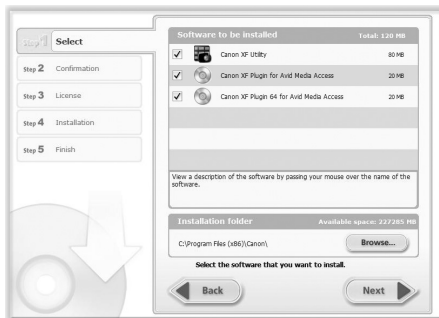 Step 1 Select
Step 2 Confirmation
Step 3 License
Step 4 Installation
Step 5 Finish
Software to be installed Total: 120 MB
Canon XF Utility 80 MB
Canon XF Plugin for Avid Media Access 20 MB
Canon XF Plugin 64 for Avid Media Access 20 MB
View a description of the software by passing your mouse over the name of the
software.
Installation folder Available space: 227285 MB
C:\Program Files (x86)\Canon\ Browse...
Select the software that you want to install.
Back Next